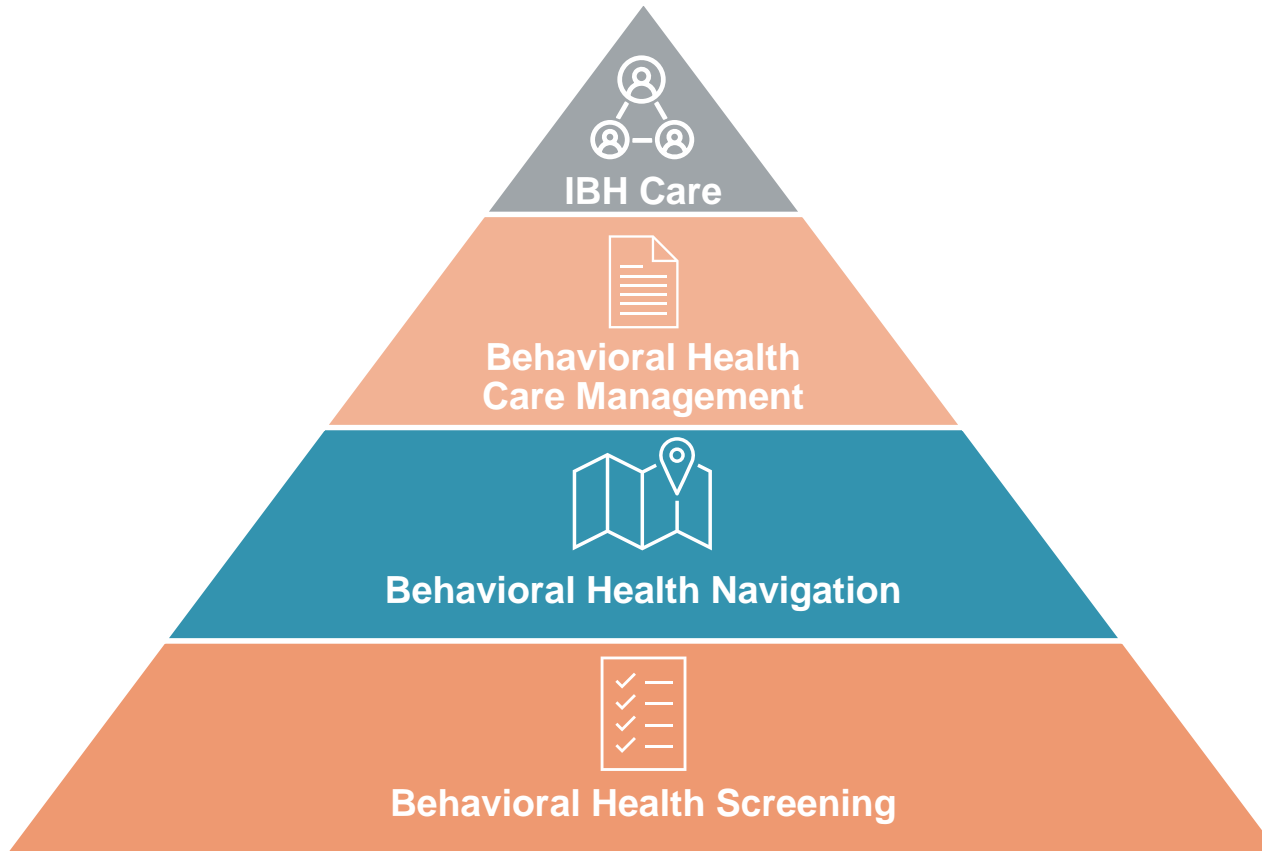 IBH Care
Behavioral Health
Care Management
Behavioral Health Navigation
Behavioral Health Screening